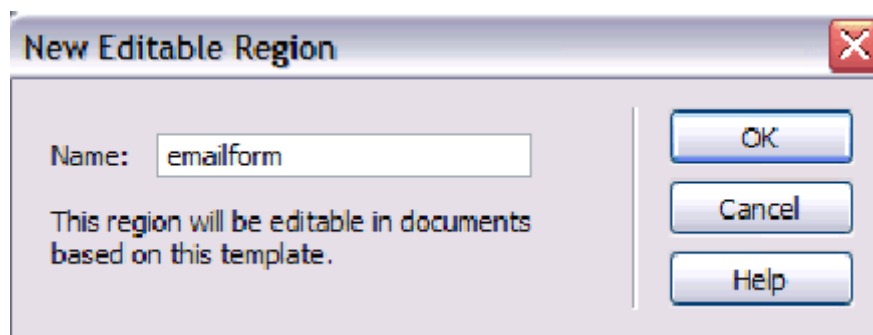 New Editable Region
Name: emailform
This region will be editable in documents
based on this template.
OK
Cancel
Help